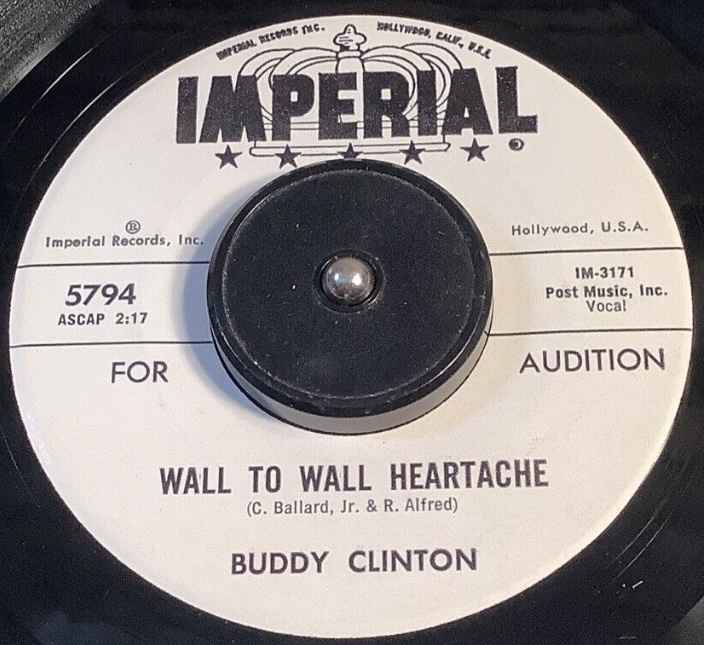 IMPERIAL RECORDS INC. HOLLYWOOD, CALIF., U.S.A.
IMPERIAL
®
Imperial Records, Inc.
Hollywood, U.S.A.
5794
ASCAP 2:17
IM-3171
Post Music, Inc.
Vocal
FOR AUDITION
WALL TO WALL HEARTACHE
(C. Ballard, Jr. & R. Alfred)
BUDDY CLINTON